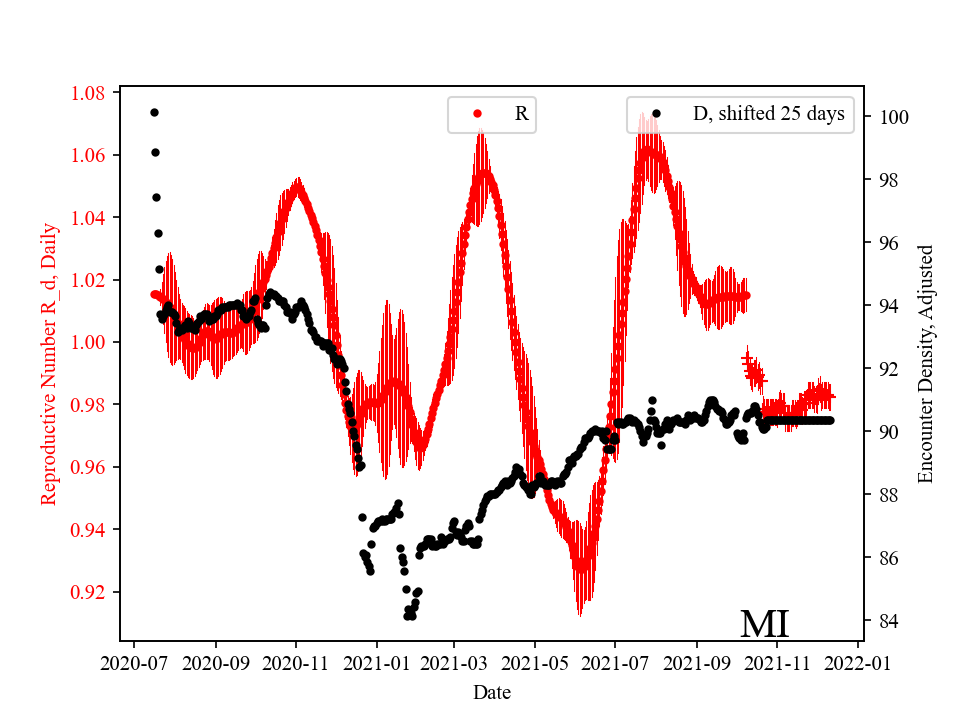 R
D, shifted 25 days
1.08
1.06
1.04
1.02
1.00
0.98
0.96
0.94
0.92
Reproductive Number R_d, Daily
100
98
96
94
92
90
88
86
84
Encounter Density, Adjusted
MI
2020-07 2020-09 2020-11 2021-01 2021-03 2021-05 2021-07 2021-09 2021-11 2022-01
Date